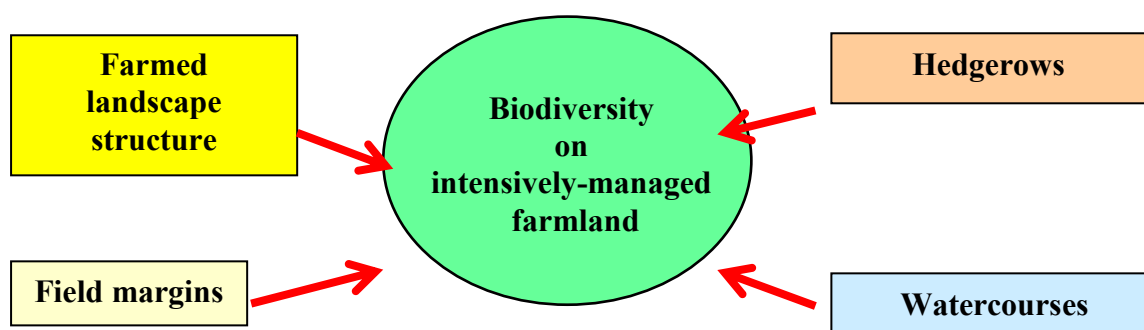 Farmed
landscape
structure
Hedgerows
Biodiversity
on
intensively-managed
farmland
Field margins
Watercourses